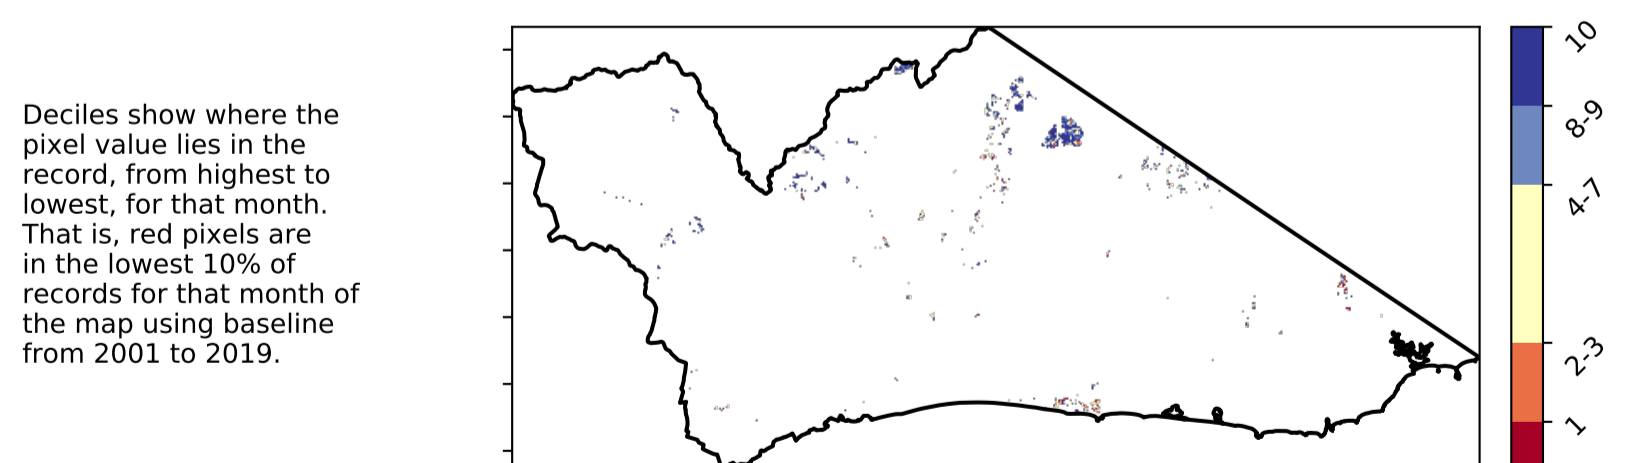 Deciles show where the
pixel value lies in the
record, from highest to
lowest, for that month.
That is, red pixels are
in the lowest 10% of
records for that month of
the map using baseline
from 2001 to 2019.
10
8-9
4-7
2-3
1